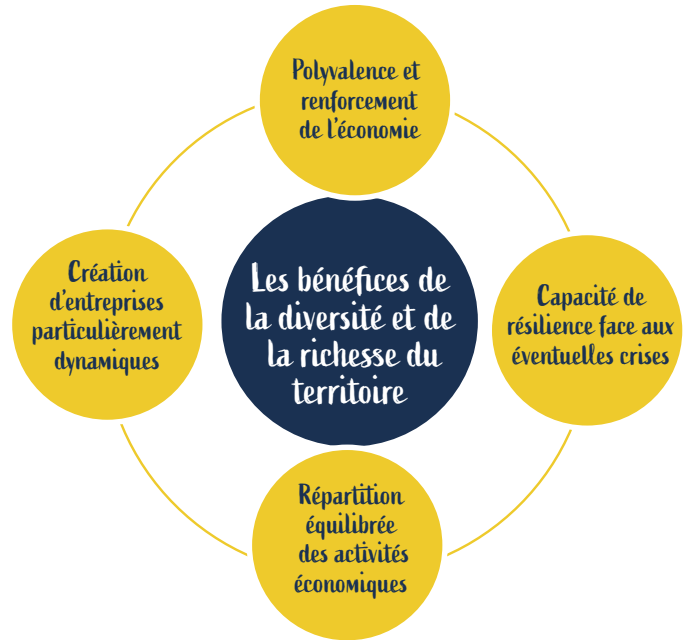 Polyvalence et
renforcement
de l'économie
Création
d'entreprises
particulièrement
dynamiques
Les bénéfices de
la diversité et de
la richesse du
territoire
Capacité de
résilience face aux
éventuelles crises
Répartition
équilibrée
des activités
économiques